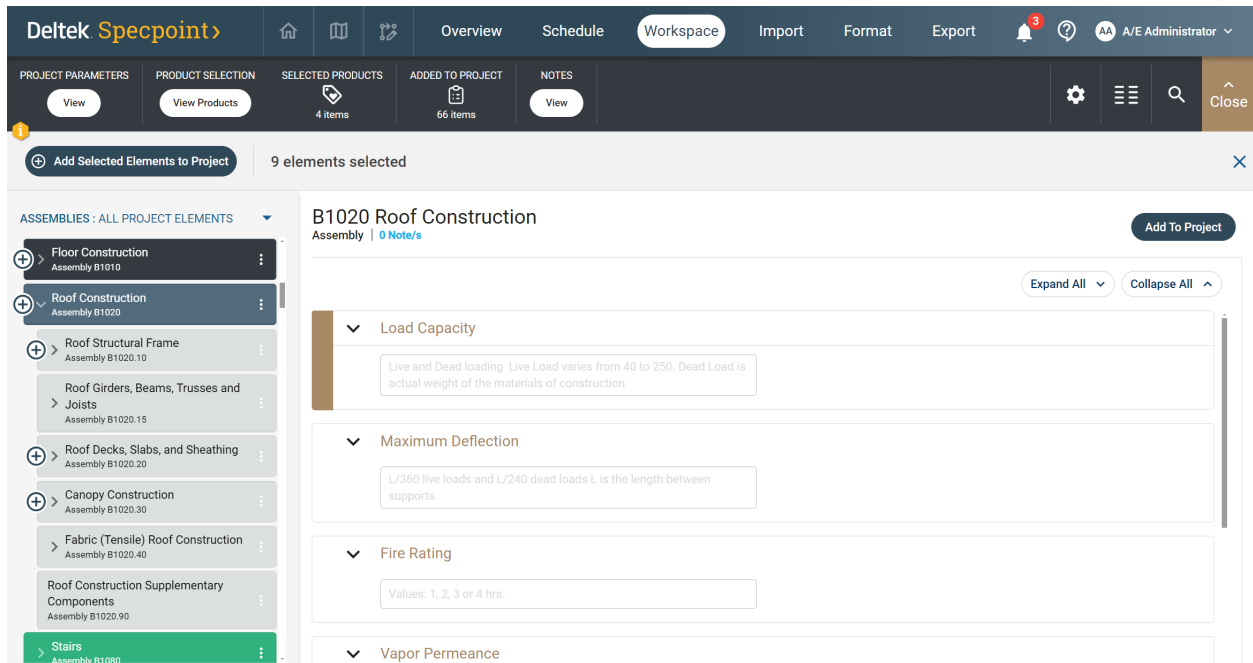 Deltek Specpoint
Overview Schedule Workspace Import Format Export 3 AA A/E Administrator
PROJECT PARAMETERS PRODUCT SELECTION SELECTED PRODUCTS ADDED TO PROJECT NOTES
View View Products 4 items 66 items View
Close
Add Selected Elements to Project 9 elements selected
ASSEMBLIES : ALL PROJECT ELEMENTS
Floor Construction
Assembly B1010
Roof Construction
Assembly B1020
Roof Structural Frame
Assembly B1020.10
Roof Girders, Beams, Trusses and
Joists
Assembly B1020.15
Roof Decks, Slabs, and Sheathing
Assembly B1020.20
Canopy Construction
Assembly B1020.30
Fabric (Tensile) Roof Construction
Assembly B1020.40
Roof Construction Supplementary
Components
Assembly B1020.90
Stairs
Assembly B1080
B1020 Roof Construction
Assembly | 0 Note/s
Add To Project
Expand All Collapse All
Load Capacity
Live and Dead loading Live Load varies from 40 to 250. Dead Load is
actual weight of the materials of construction
Maximum Deflection
L/360 live loads and L/240 dead loads L is the length between
supports
Fire Rating
Values: 1, 2, 3 or 4 hrs.
Vapor Permeance